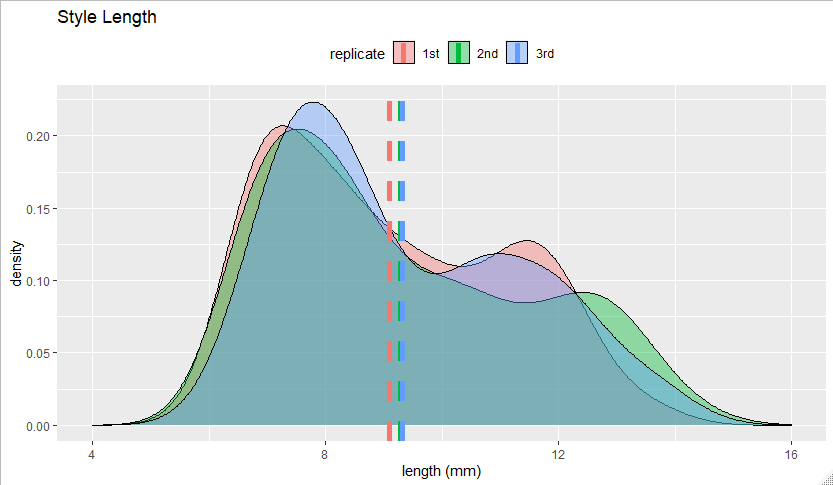 Style Length
replicate 1st 2nd 3rd
0.20
0.15
0.10
0.05
0.00
density
4 8 12 16
length (mm)